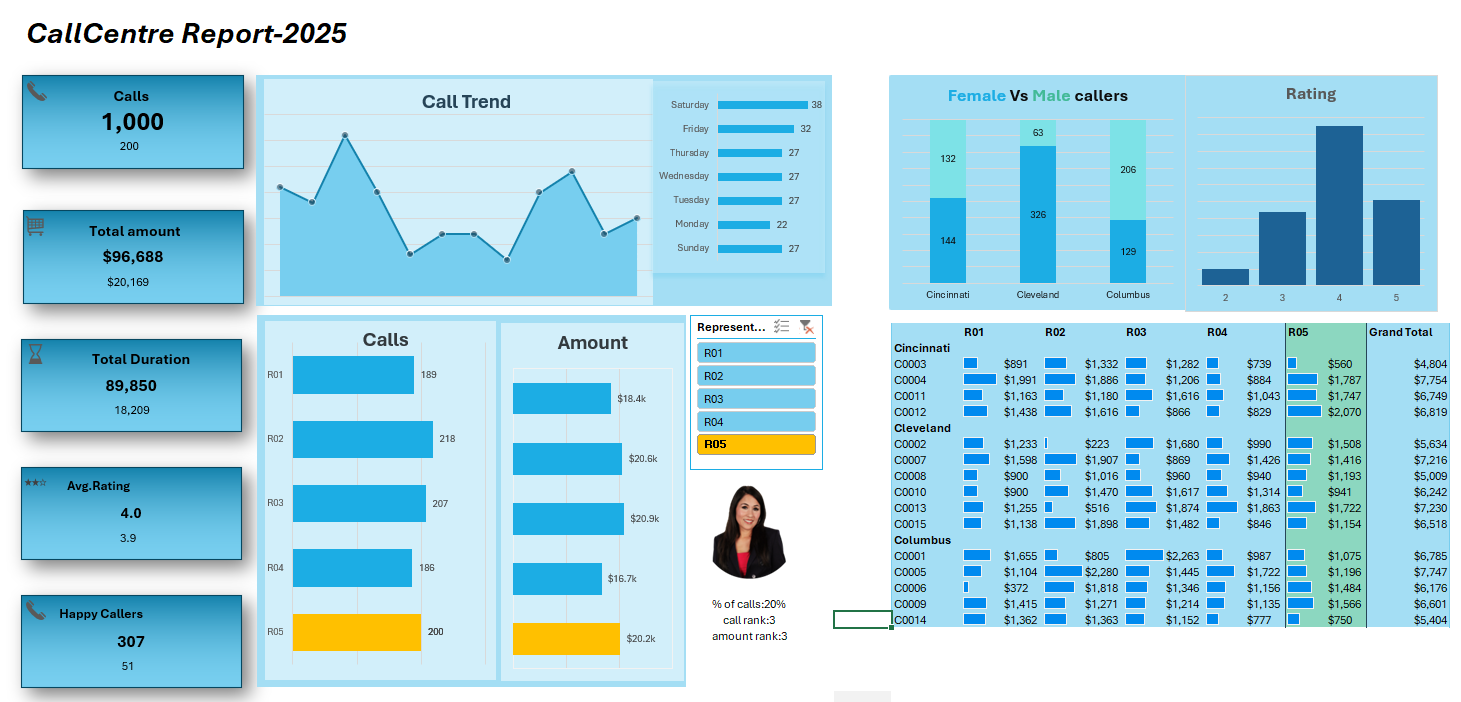 CallCentre Report-2025
Calls
1,000
200
Total amount
$96,688
$20,169
Total Duration
89,850
18,209
Avg.Rating
4.0
3.9
Happy Callers
307
51
Call Trend
Saturday 38
Friday 32
Thursday 27
Wednesday 27
Tuesday 27
Monday 22
Sunday 27
Calls
R01 189
R02 218
R03 207
R04 186
R05 200
Amount
$18.4k
$20.6k
$20.9k
$16.7k
$20.2k
Represent...
R01
R02
R03
R04
R05
% of calls:20%
call rank:3
amount rank:3
Female Vs Male callers
132 63 206
144 326 129
Cincinnati Cleveland Columbus
Rating
2 3 4 5
R01 R02 R03 R04 R05 Grand Total
Cincinnati
C0003 $891 $1,332 $1,282 $739 $560 $4,804
C0004 $1,991 $1,886 $1,206 $884 $1,787 $7,754
C0011 $1,163 $1,180 $1,616 $1,043 $1,747 $6,749
C0012 $1,438 $1,616 $866 $829 $2,070 $6,819
Cleveland
C0002 $1,233 $223 $1,680 $990 $1,508 $5,634
C0007 $1,598 $1,907 $869 $1,426 $1,416 $7,216
C0008 $900 $1,016 $960 $940 $1,193 $5,009
C0010 $900 $1,470 $1,617 $1,314 $941 $6,242
C0013 $1,255 $516 $1,874 $1,863 $1,722 $7,230
C0015 $1,138 $1,898 $1,482 $846 $1,154 $6,518
Columbus
C0001 $1,655 $805 $2,263 $987 $1,075 $6,785
C0005 $1,104 $2,280 $1,445 $1,722 $1,196 $7,747
C0006 $372 $1,818 $1,346 $1,156 $1,484 $6,176
C0009 $1,415 $1,271 $1,214 $1,135 $1,566 $6,601
C0014 $1,362 $1,363 $1,152 $777 $750 $5,404